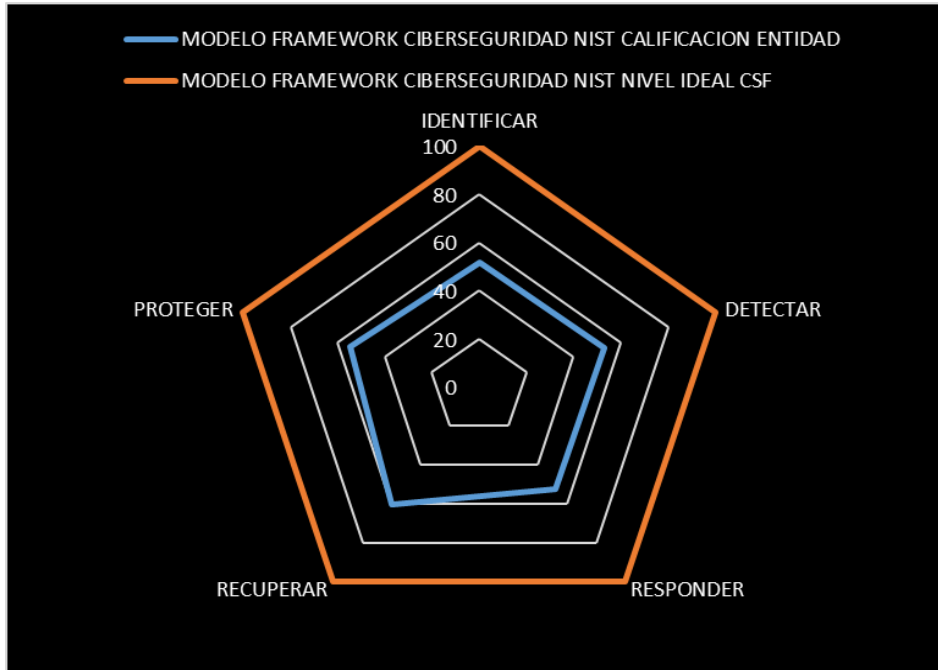 MODELO FRAMEWORK CIBERSEGURIDAD NIST CALIFICACION ENTIDAD
MODELO FRAMEWORK CIBERSEGURIDAD NIST NIVEL IDEAL CSF
IDENTIFICAR
100
80
60
40
20
0
PROTEGER
DETECTAR
RECUPERAR
RESPONDER